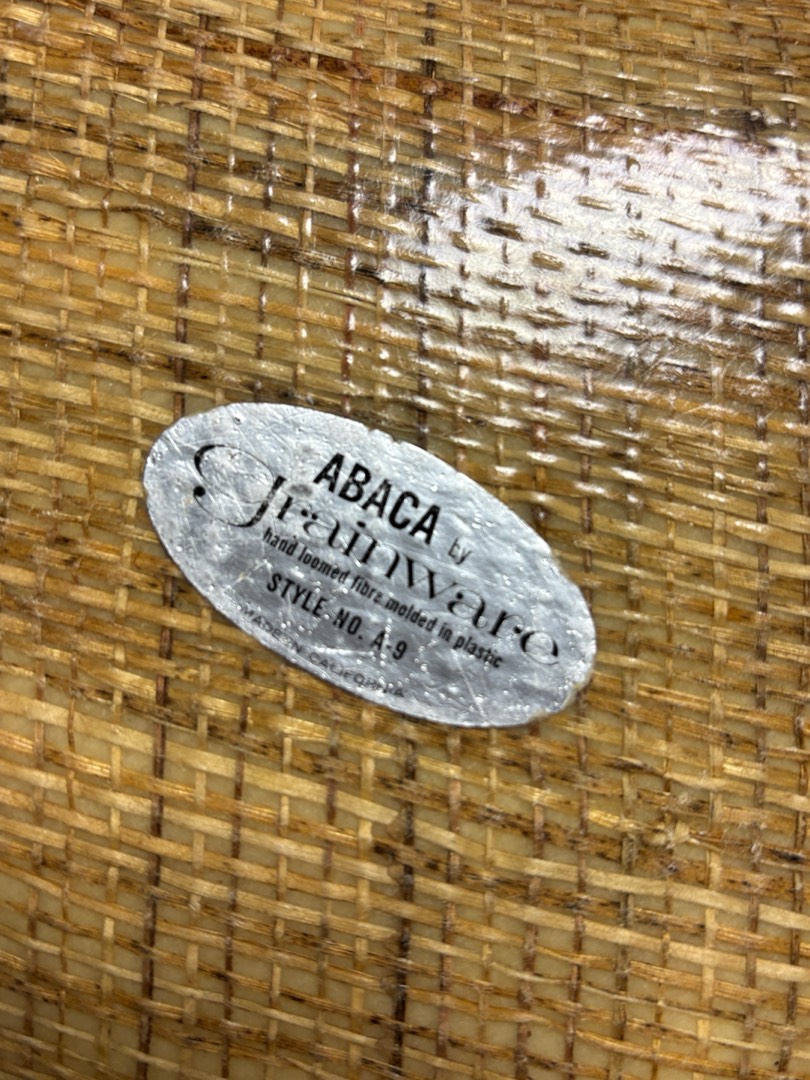 ABACA by
grainware
hand loomed fibre molded in plastic
STYLE NO. A-9
MADE IN CALIFORNIA